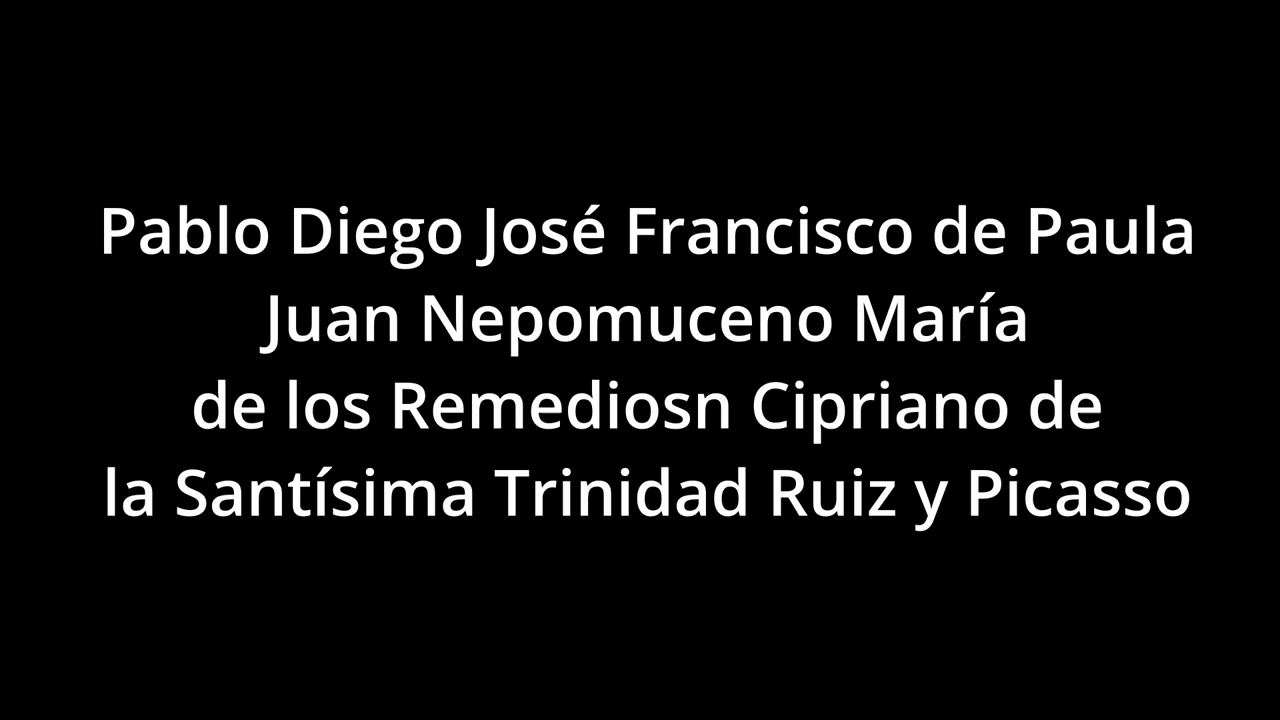 Pablo Diego José Francisco de Paula
Juan Nepomuceno María
de los Remediosn Cipriano de
la Santísima Trinidad Ruiz y Picasso